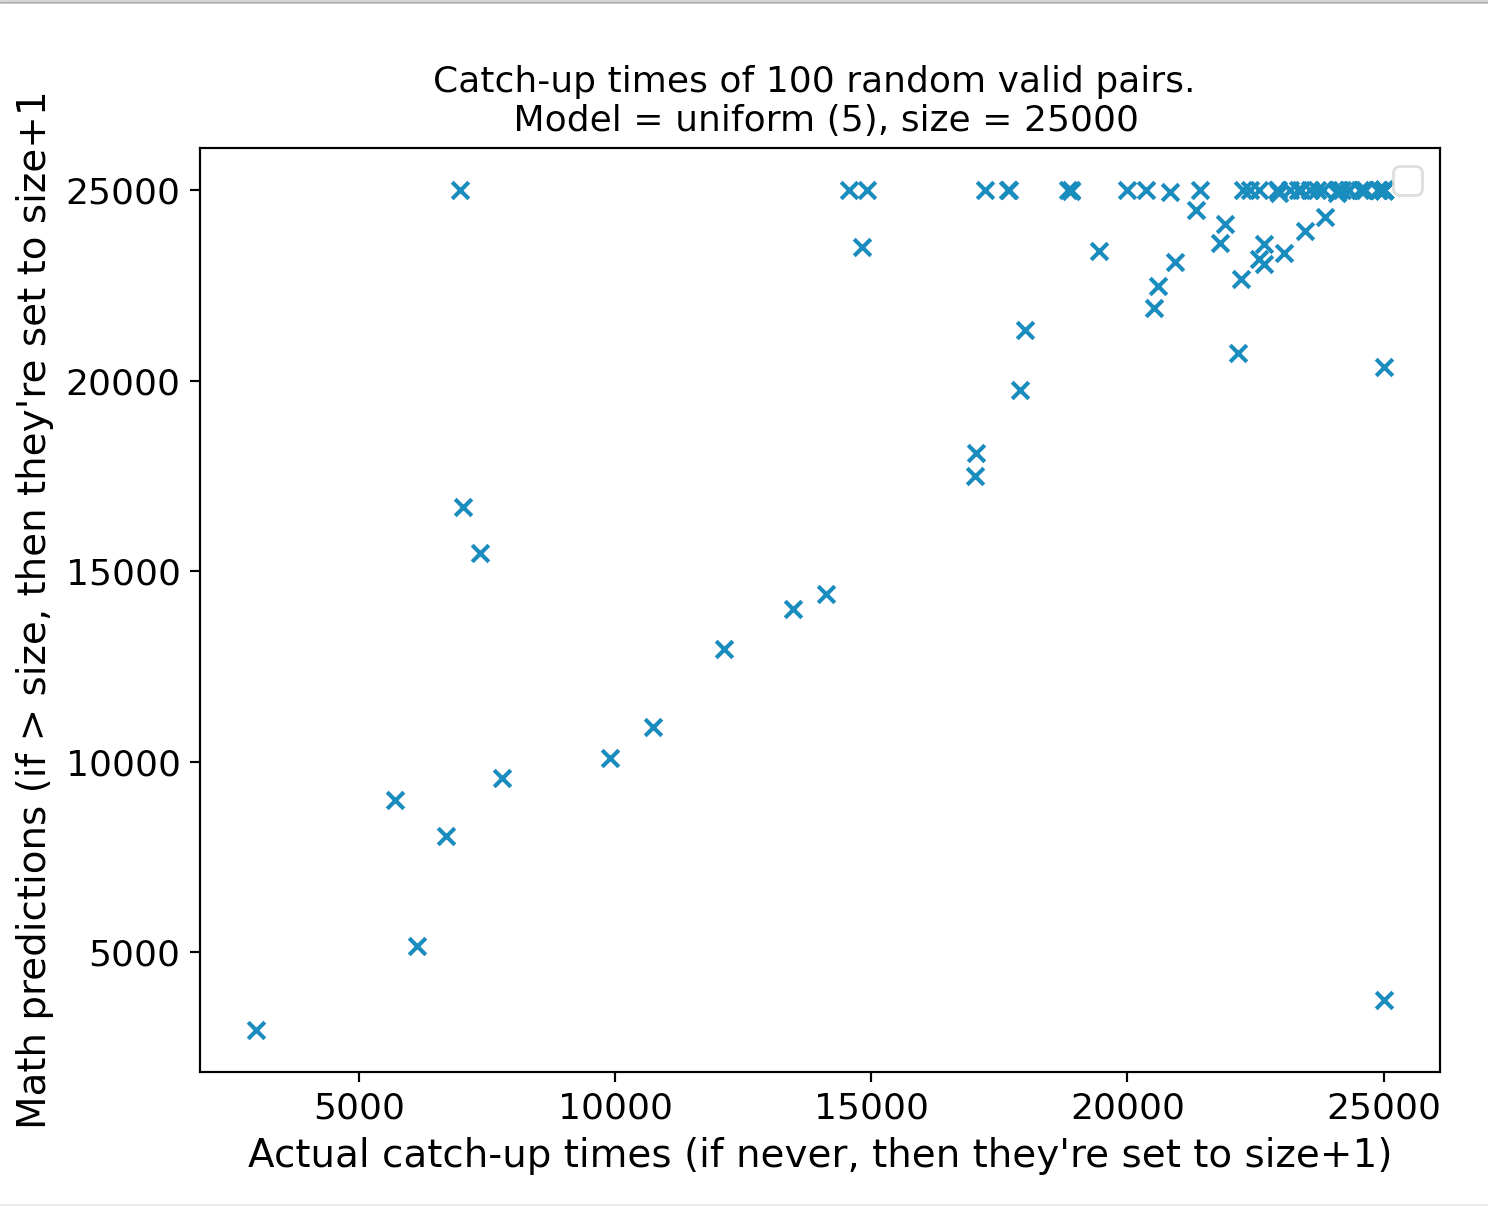 Catch-up times of 100 random valid pairs.
Model = uniform (5), size = 25000
Math predictions (if > size, then they're set to size+1
25000
20000
15000
10000
5000
5000
10000
15000
20000
25000
Actual catch-up times (if never, then they're set to size+1)